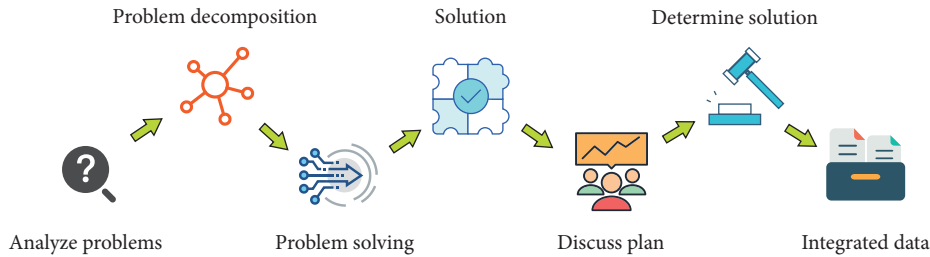 Problem decomposition
Solution
Determine solution
?
Analyze problems
Problem solving
Discuss plan
Integrated data